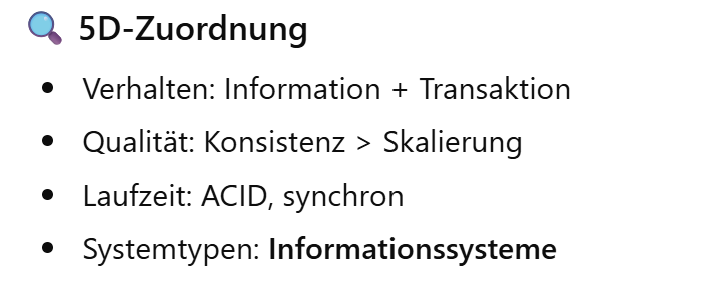 🔍 5D-Zuordnung
• Verhalten: Information + Transaktion
• Qualität: Konsistenz > Skalierung
• Laufzeit: ACID, synchron
• Systemtypen: Informationssysteme